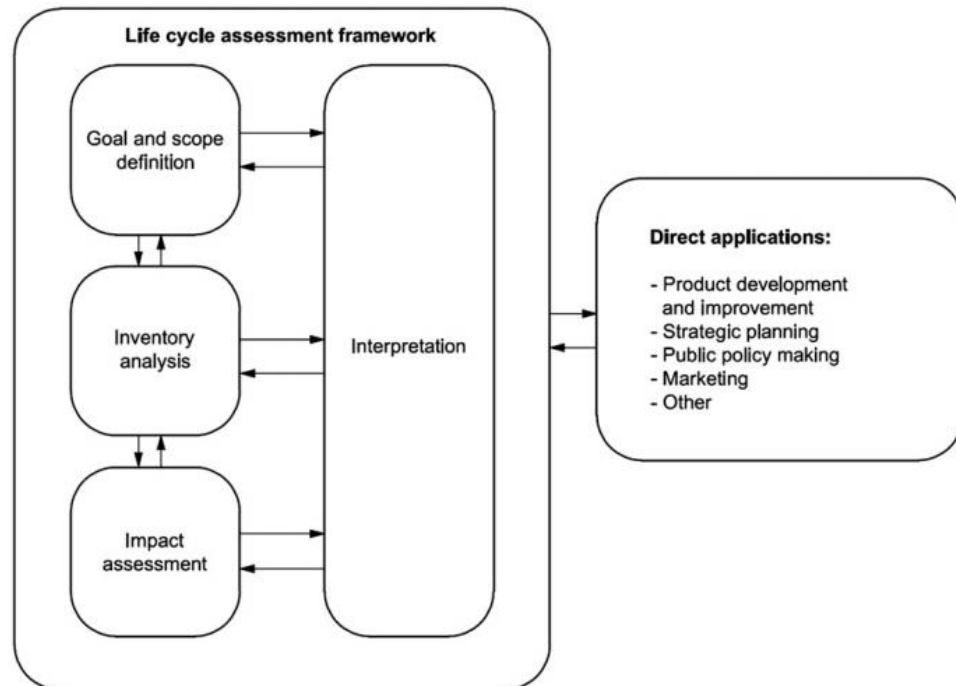 Life cycle assessment framework
Goal and scope
definition
Inventory
analysis
Impact
assessment
Interpretation
Direct applications:
- Product development
and improvement
- Strategic planning
- Public policy making
- Marketing
- Other